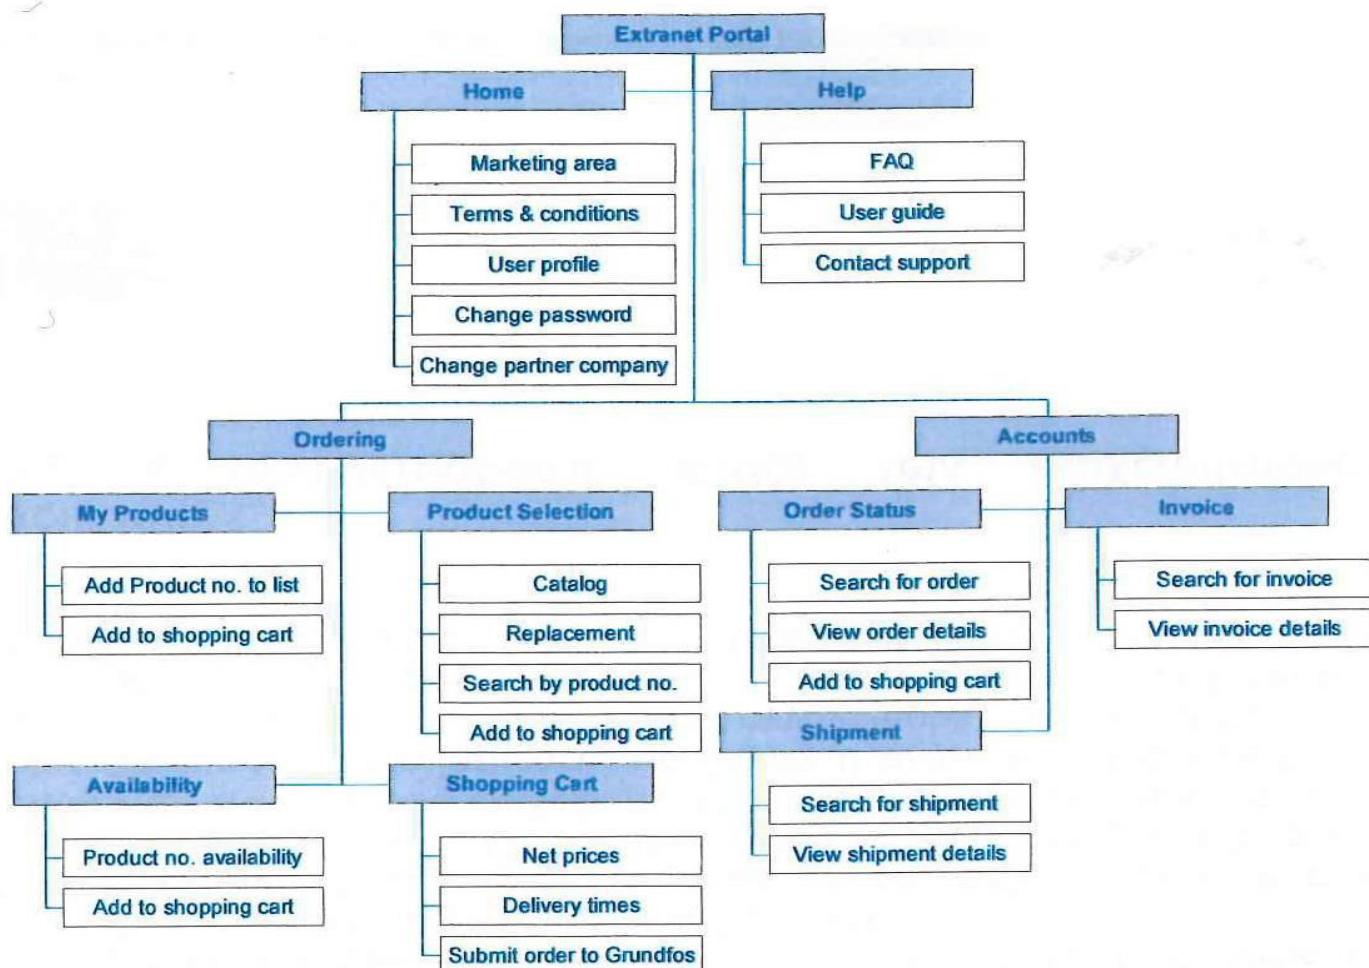 Extranet Portal
Home
Help
Marketing area
Terms & conditions
User profile
Change password
Change partner company
FAQ
User guide
Contact support
Ordering
Accounts
My Products
Product Selection
Order Status
Invoice
Add Product no. to list
Add to shopping cart
Catalog
Replacement
Search by product no.
Add to shopping cart
Search for order
View order details
Add to shopping cart
Search for invoice
View invoice details
Shipment
Search for shipment
View shipment details
Availability
Shopping Cart
Product no. availability
Add to shopping cart
Net prices
Delivery times
Submit order to Grundfos